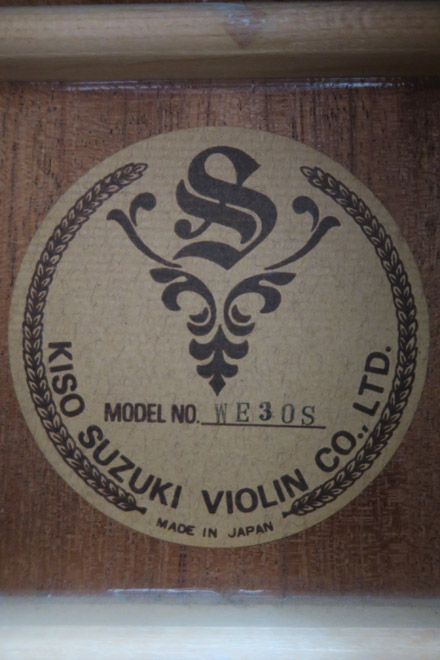 S
MODEL NO. WE30S
KISO SUZUKI VIOLIN CO., LTD.
MADE IN JAPAN